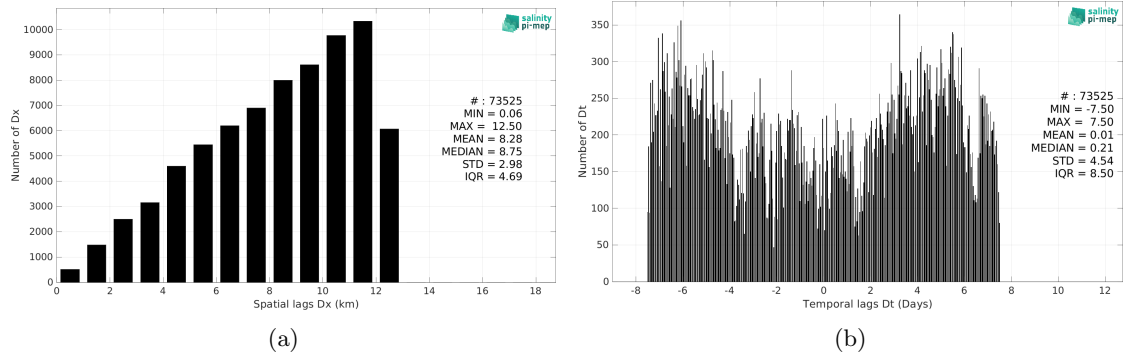 salinity
pi-mep
10000
9000
8000
7000
6000
5000
4000
3000
2000
1000
0
Number of Dx
# : 73525
MIN = 0.06
MAX = 12.50
MEAN = 8.28
MEDIAN = 8.75
STD = 2.98
IQR = 4.69
0 2 4 6 8 10 12 14 16 18
Spatial lags Dx (km)
(a)
salinity
pi-mep
350
300
250
200
150
100
50
0
Number of Dt
# : 73525
MIN = -7.50
MAX = 7.50
MEAN = 0.01
MEDIAN = 0.21
STD = 4.54
IQR = 8.50
-8 -6 -4 -2 0 2 4 6 8 10 12
Temporal lags Dt (Days)
(b)